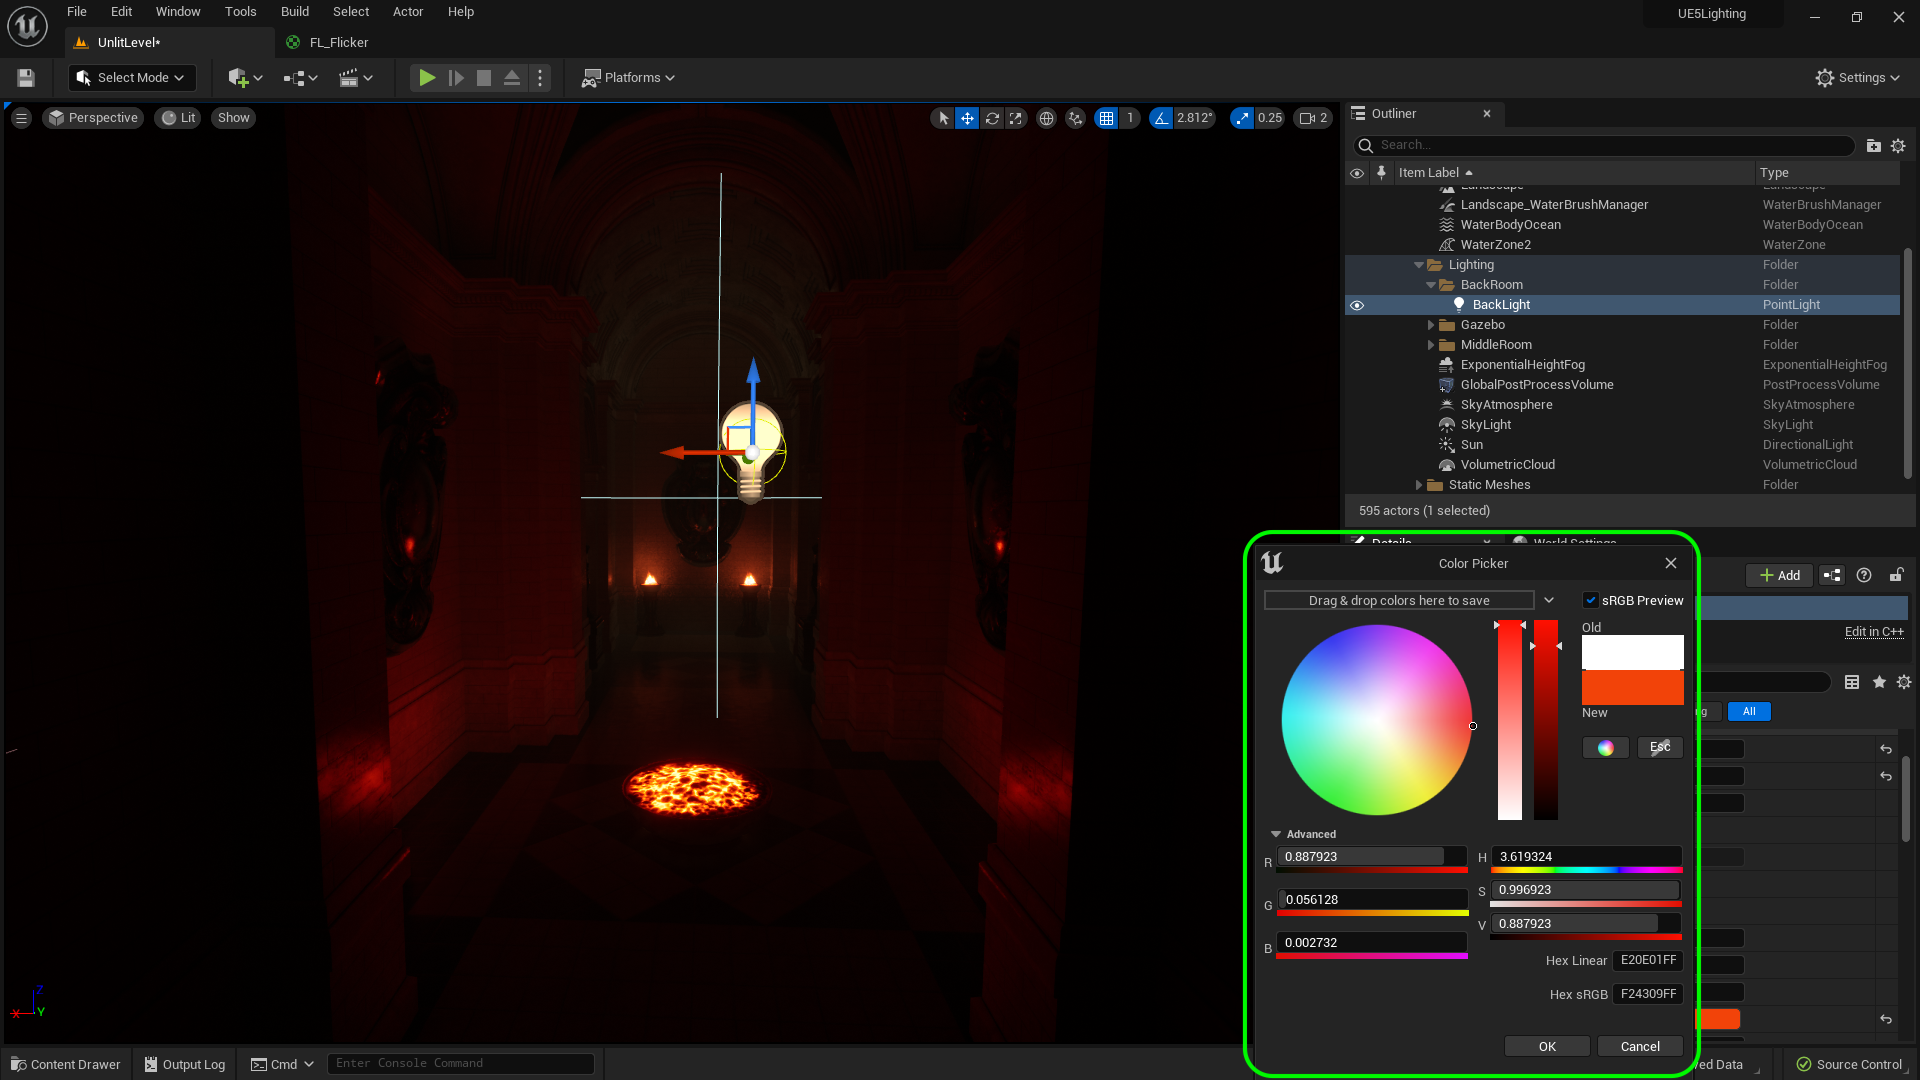 File Edit Window Tools Build Select Actor Help
UE5Lighting
UnlitLevel*
FL_Flicker
Select Mode
Platforms
Settings
Perspective
Lit
Show
1
2.812°
0.25
2
Outliner
Search...
Item Label
Type
Landscape Landscape
Landscape_WaterBrushManager WaterBrushManager
WaterBodyOcean WaterBodyOcean
WaterZone2 WaterZone
Lighting Folder
BackRoom Folder
BackLight PointLight
Gazebo Folder
MiddleRoom Folder
ExponentialHeightFog ExponentialHeightFog
GlobalPostProcessVolume PostProcessVolume
SkyAtmosphere SkyAtmosphere
SkyLight SkyLight
Sun DirectionalLight
VolumetricCloud VolumetricCloud
Static Meshes Folder
595 actors (1 selected)
Details
World Settings
Color Picker
Add
Drag & drop colors here to save
sRGB Preview
Old
Edit in C++
New
All
Esc
Advanced
R 0.887923
H 3.619324
G 0.056128
S 0.996923
B 0.002732
V 0.887923
Hex Linear E20E01FF
Hex sRGB F24309FF
OK
Cancel
Z
X
Y
Content Drawer
Output Log
Cmd
Enter Console Command
ed Data
Source Control